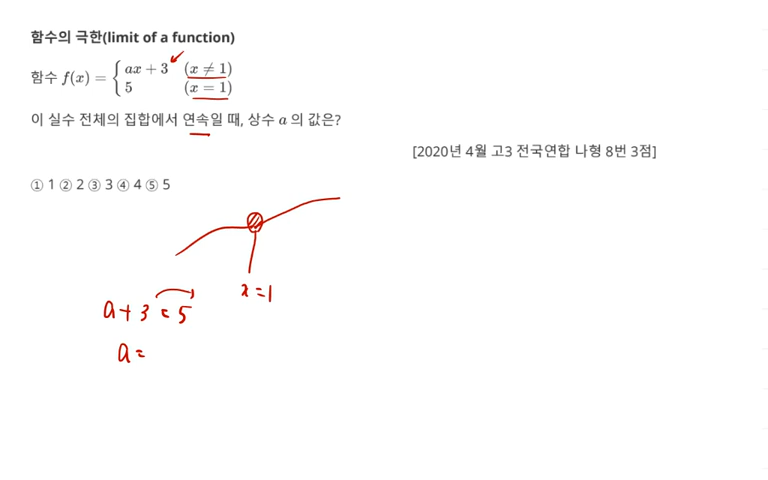 함수의 극한(limit of a function)
함수 f(x) = { ax + 3 (x ≠ 1)
5 (x = 1)
이 실수 전체의 집합에서 연속일 때, 상수 a 의 값은?
[2020년 4월 고3 전국연합 나형 8번 3점]
① 1 ② 2 ③ 3 ④ 4 ⑤ 5
x = 1
a + 3 = 5
a =